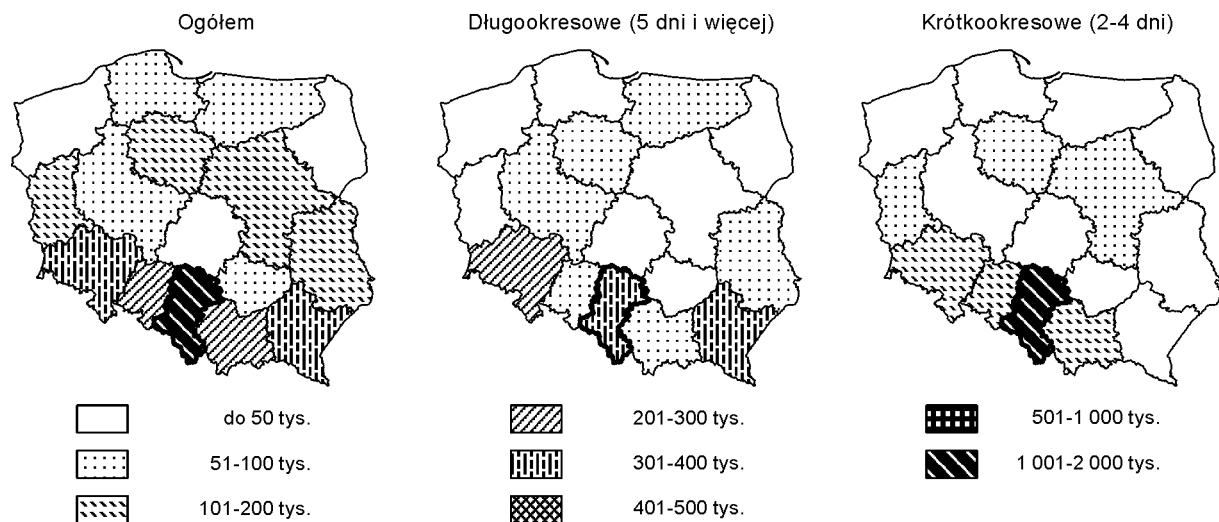 Ogółem
Długookresowe (5 dni i więcej)
Krótkookresowe (2-4 dni)
do 50 tys.
51-100 tys.
101-200 tys.
201-300 tys.
301-400 tys.
401-500 tys.
501-1 000 tys.
1 001-2 000 tys.